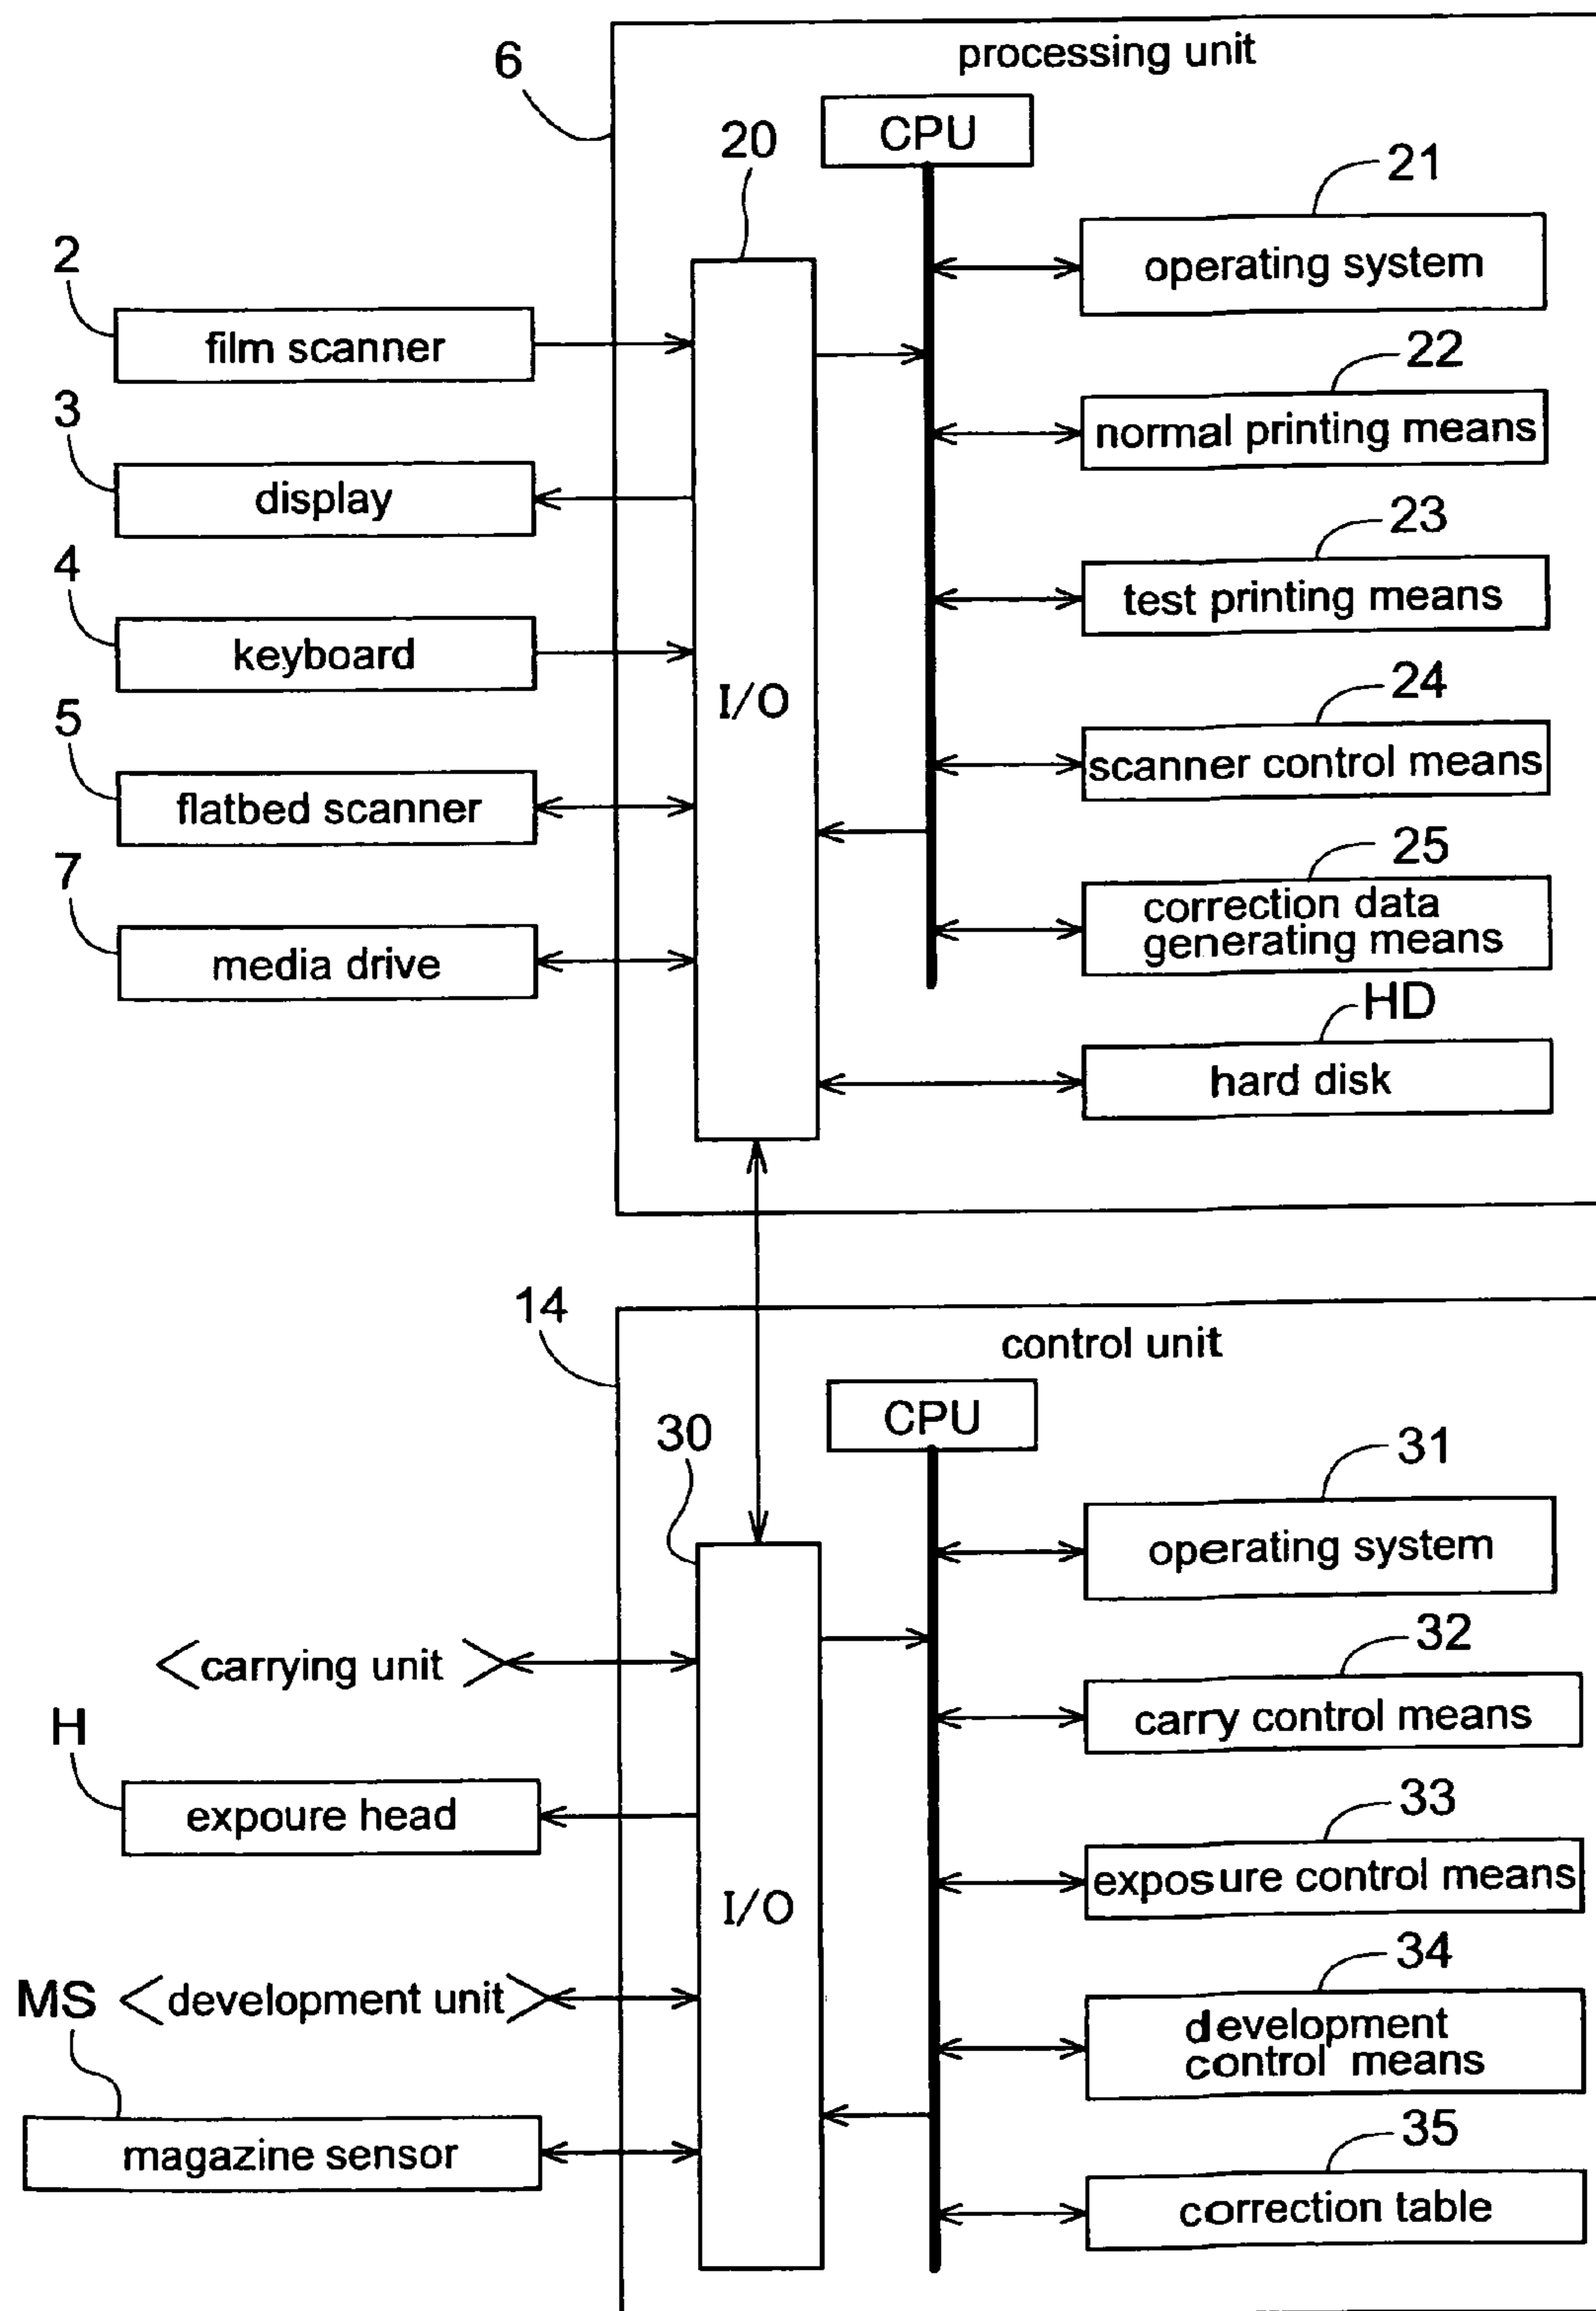 processing unit
6
CPU
20
21
operating system
2
film scanner
22
normal printing means
3
display
23
test printing means
4
keyboard
I/O
24
scanner control means
5
flatbed scanner
25
correction data
generating means
7
media drive
HD
hard disk
14
control unit
CPU
30
31
operating system
carrying unit
32
carry control means
H
expoure head
33
exposure control means
I/O
34
development
control means
MS
development unit
35
magazine sensor
correction table